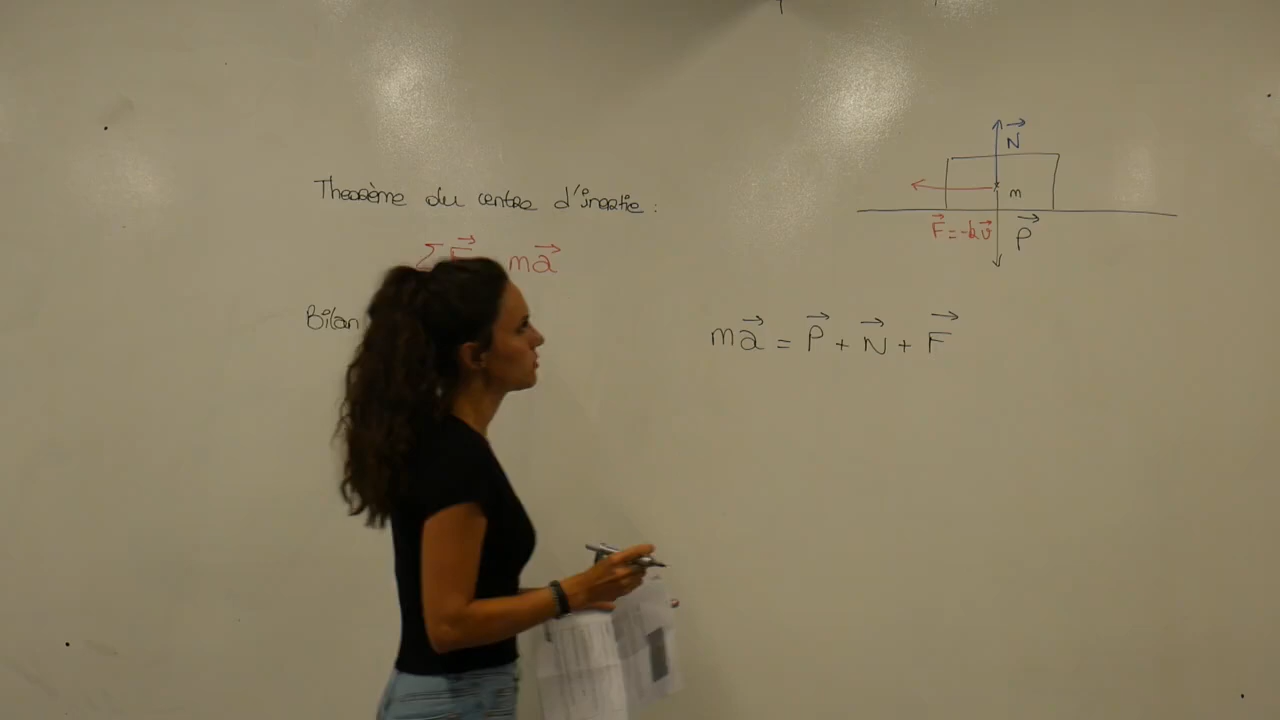 Théorème du centre d'inertie :
ΣF⃗ ma⃗
Bilan
N⃗
m
F⃗ = -kv⃗
P⃗
ma⃗ = P⃗ + N⃗ + F⃗